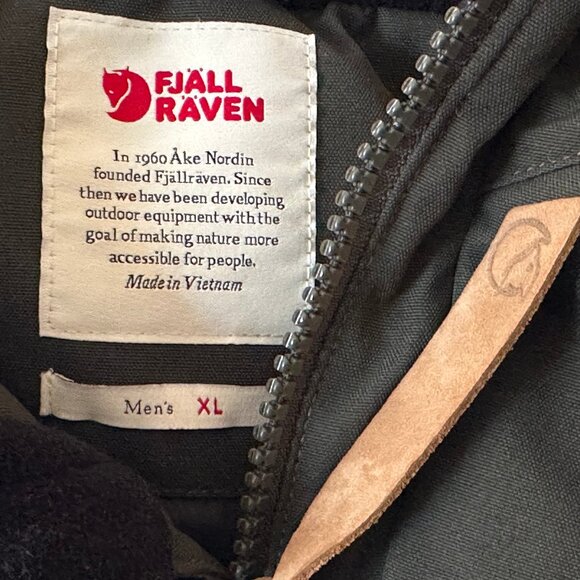 FJÄLL
RÄVEN
In 1960 Åke Nordin
founded Fjällräven. Since
then we have been developing
outdoor equipment with the
goal of making nature more
accessible for people.
Made in Vietnam
Men's XL